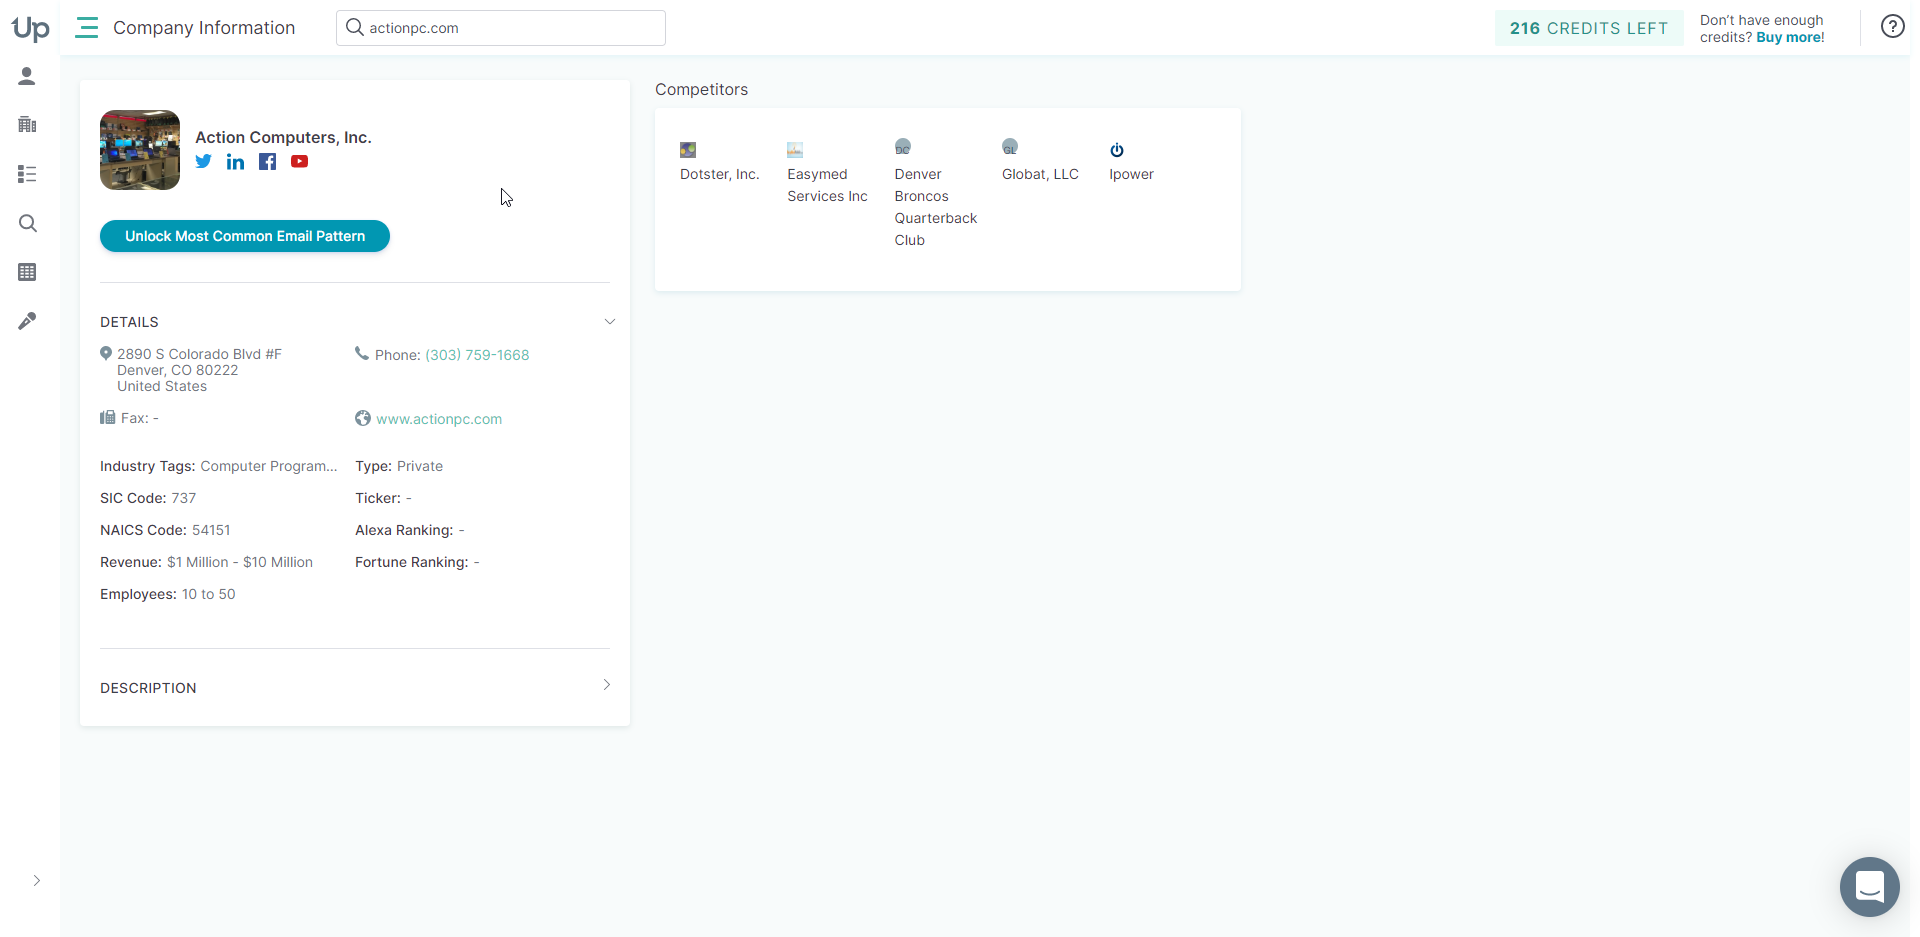 Up
Company Information
actionpc.com
216 CREDITS LEFT
Don't have enough
credits? Buy more!
Action Computers, Inc.
Unlock Most Common Email Pattern
DETAILS
2890 S Colorado Blvd #F
Denver, CO 80222
United States
Phone: (303) 759-1668
Fax: -
www.actionpc.com
Industry Tags: Computer Program...
Type: Private
SIC Code: 737
Ticker: -
NAICS Code: 54151
Alexa Ranking: -
Revenue: $1 Million - $10 Million
Fortune Ranking: -
Employees: 10 to 50
DESCRIPTION
Competitors
Dotster, Inc.
Easymed
Services Inc
DC
Denver
Broncos
Quarterback
Club
GL
Globat, LLC
Ipower